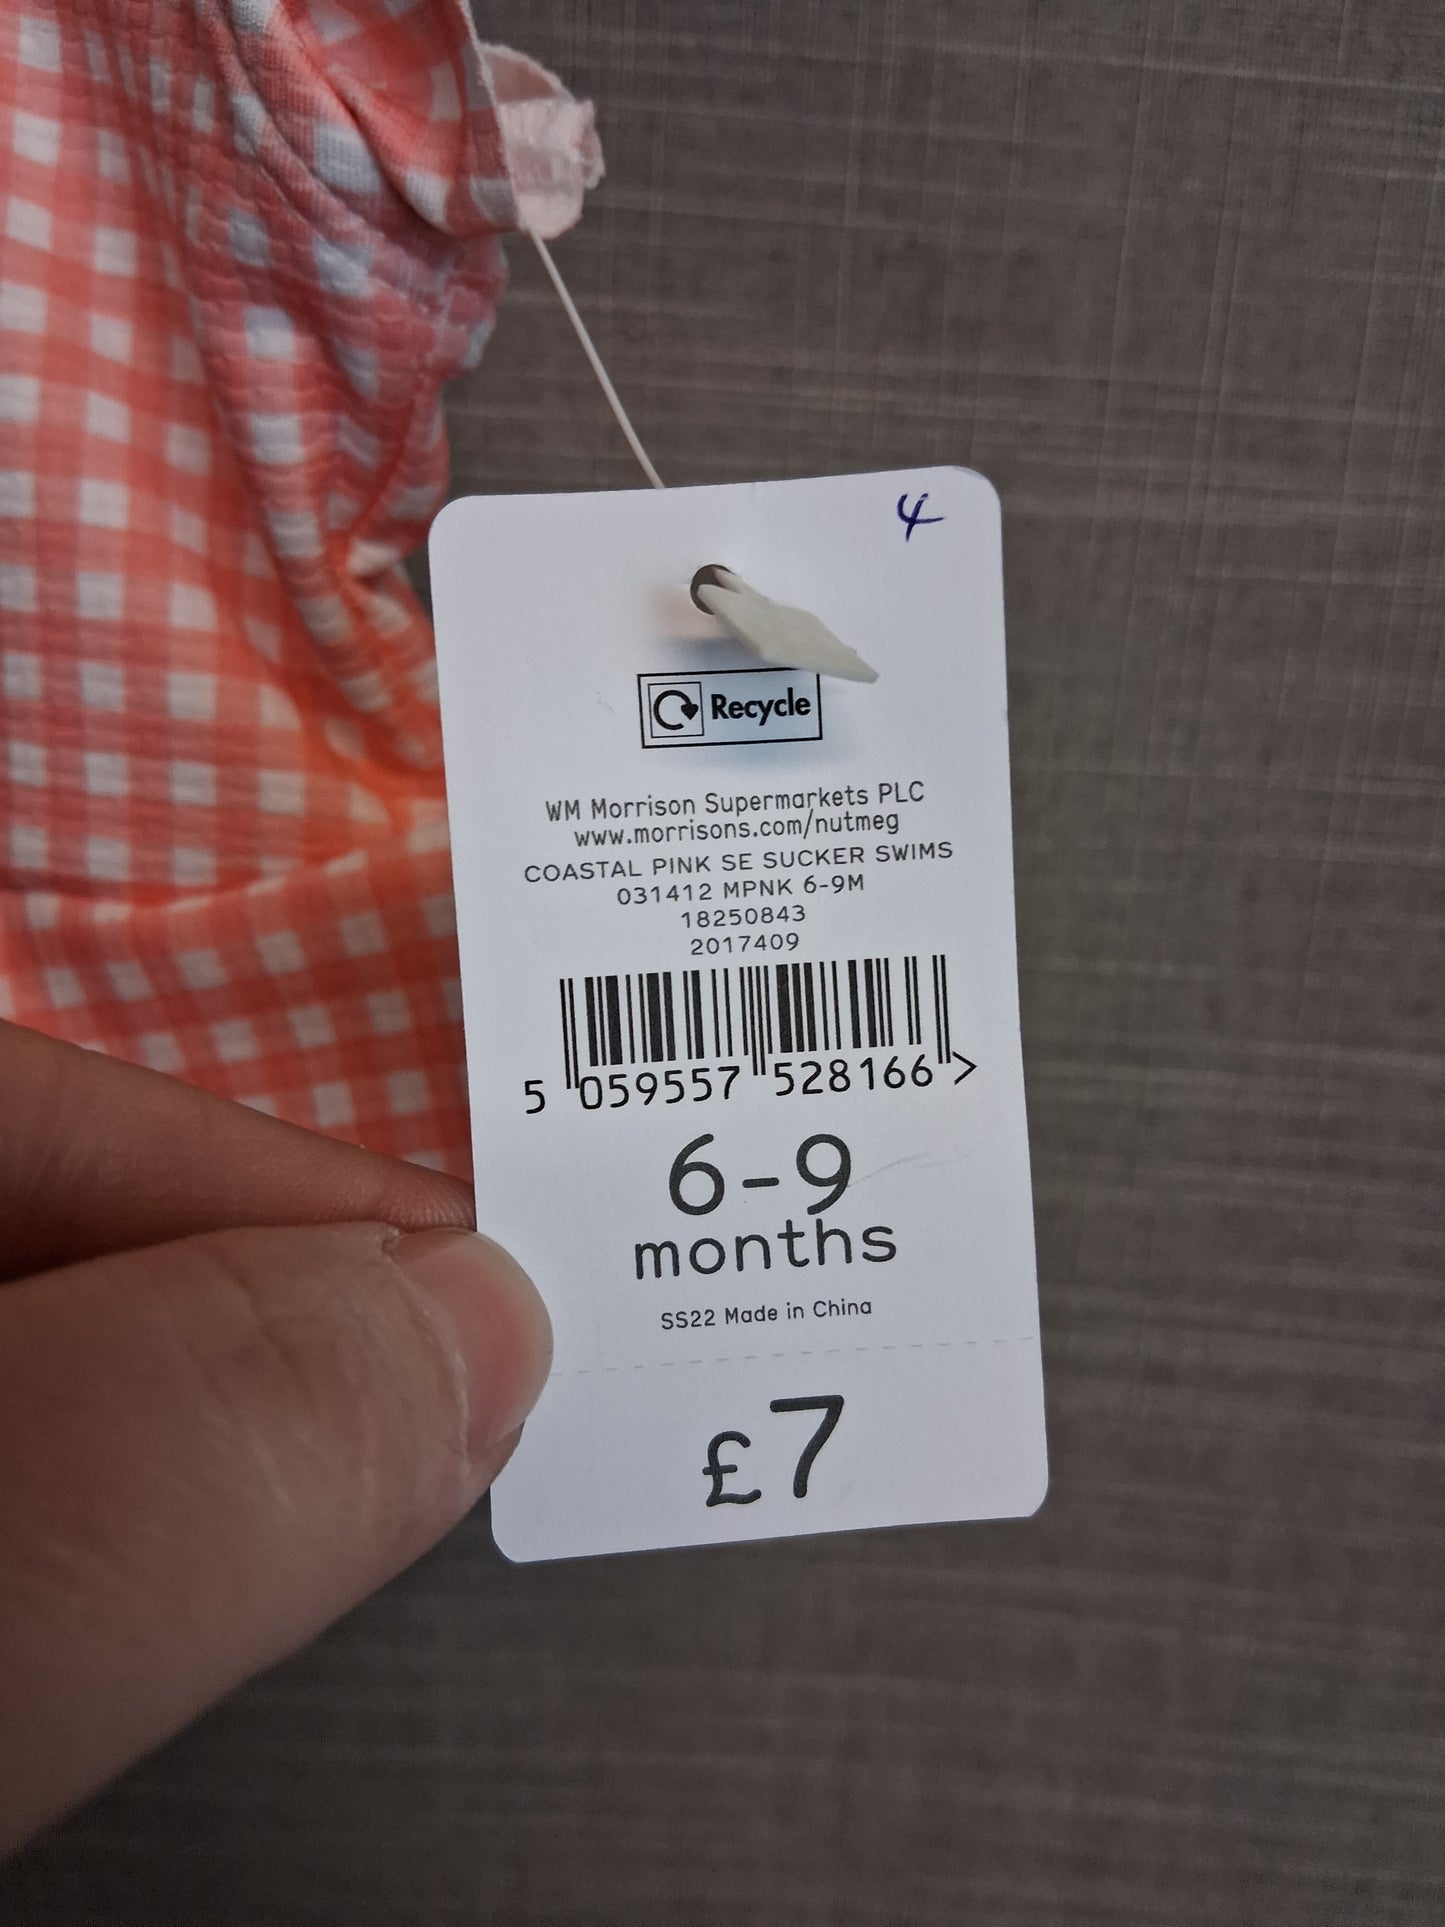 4
Recycle
WM Morrison Supermarkets PLC
www.morrisons.com/nutmeg
COASTAL PINK SE SUCKER SWIMS
031412 MPNK 6-9M
18250843
2017409
5 059557 528166 >
6-9
months
SS22 Made in China
£7